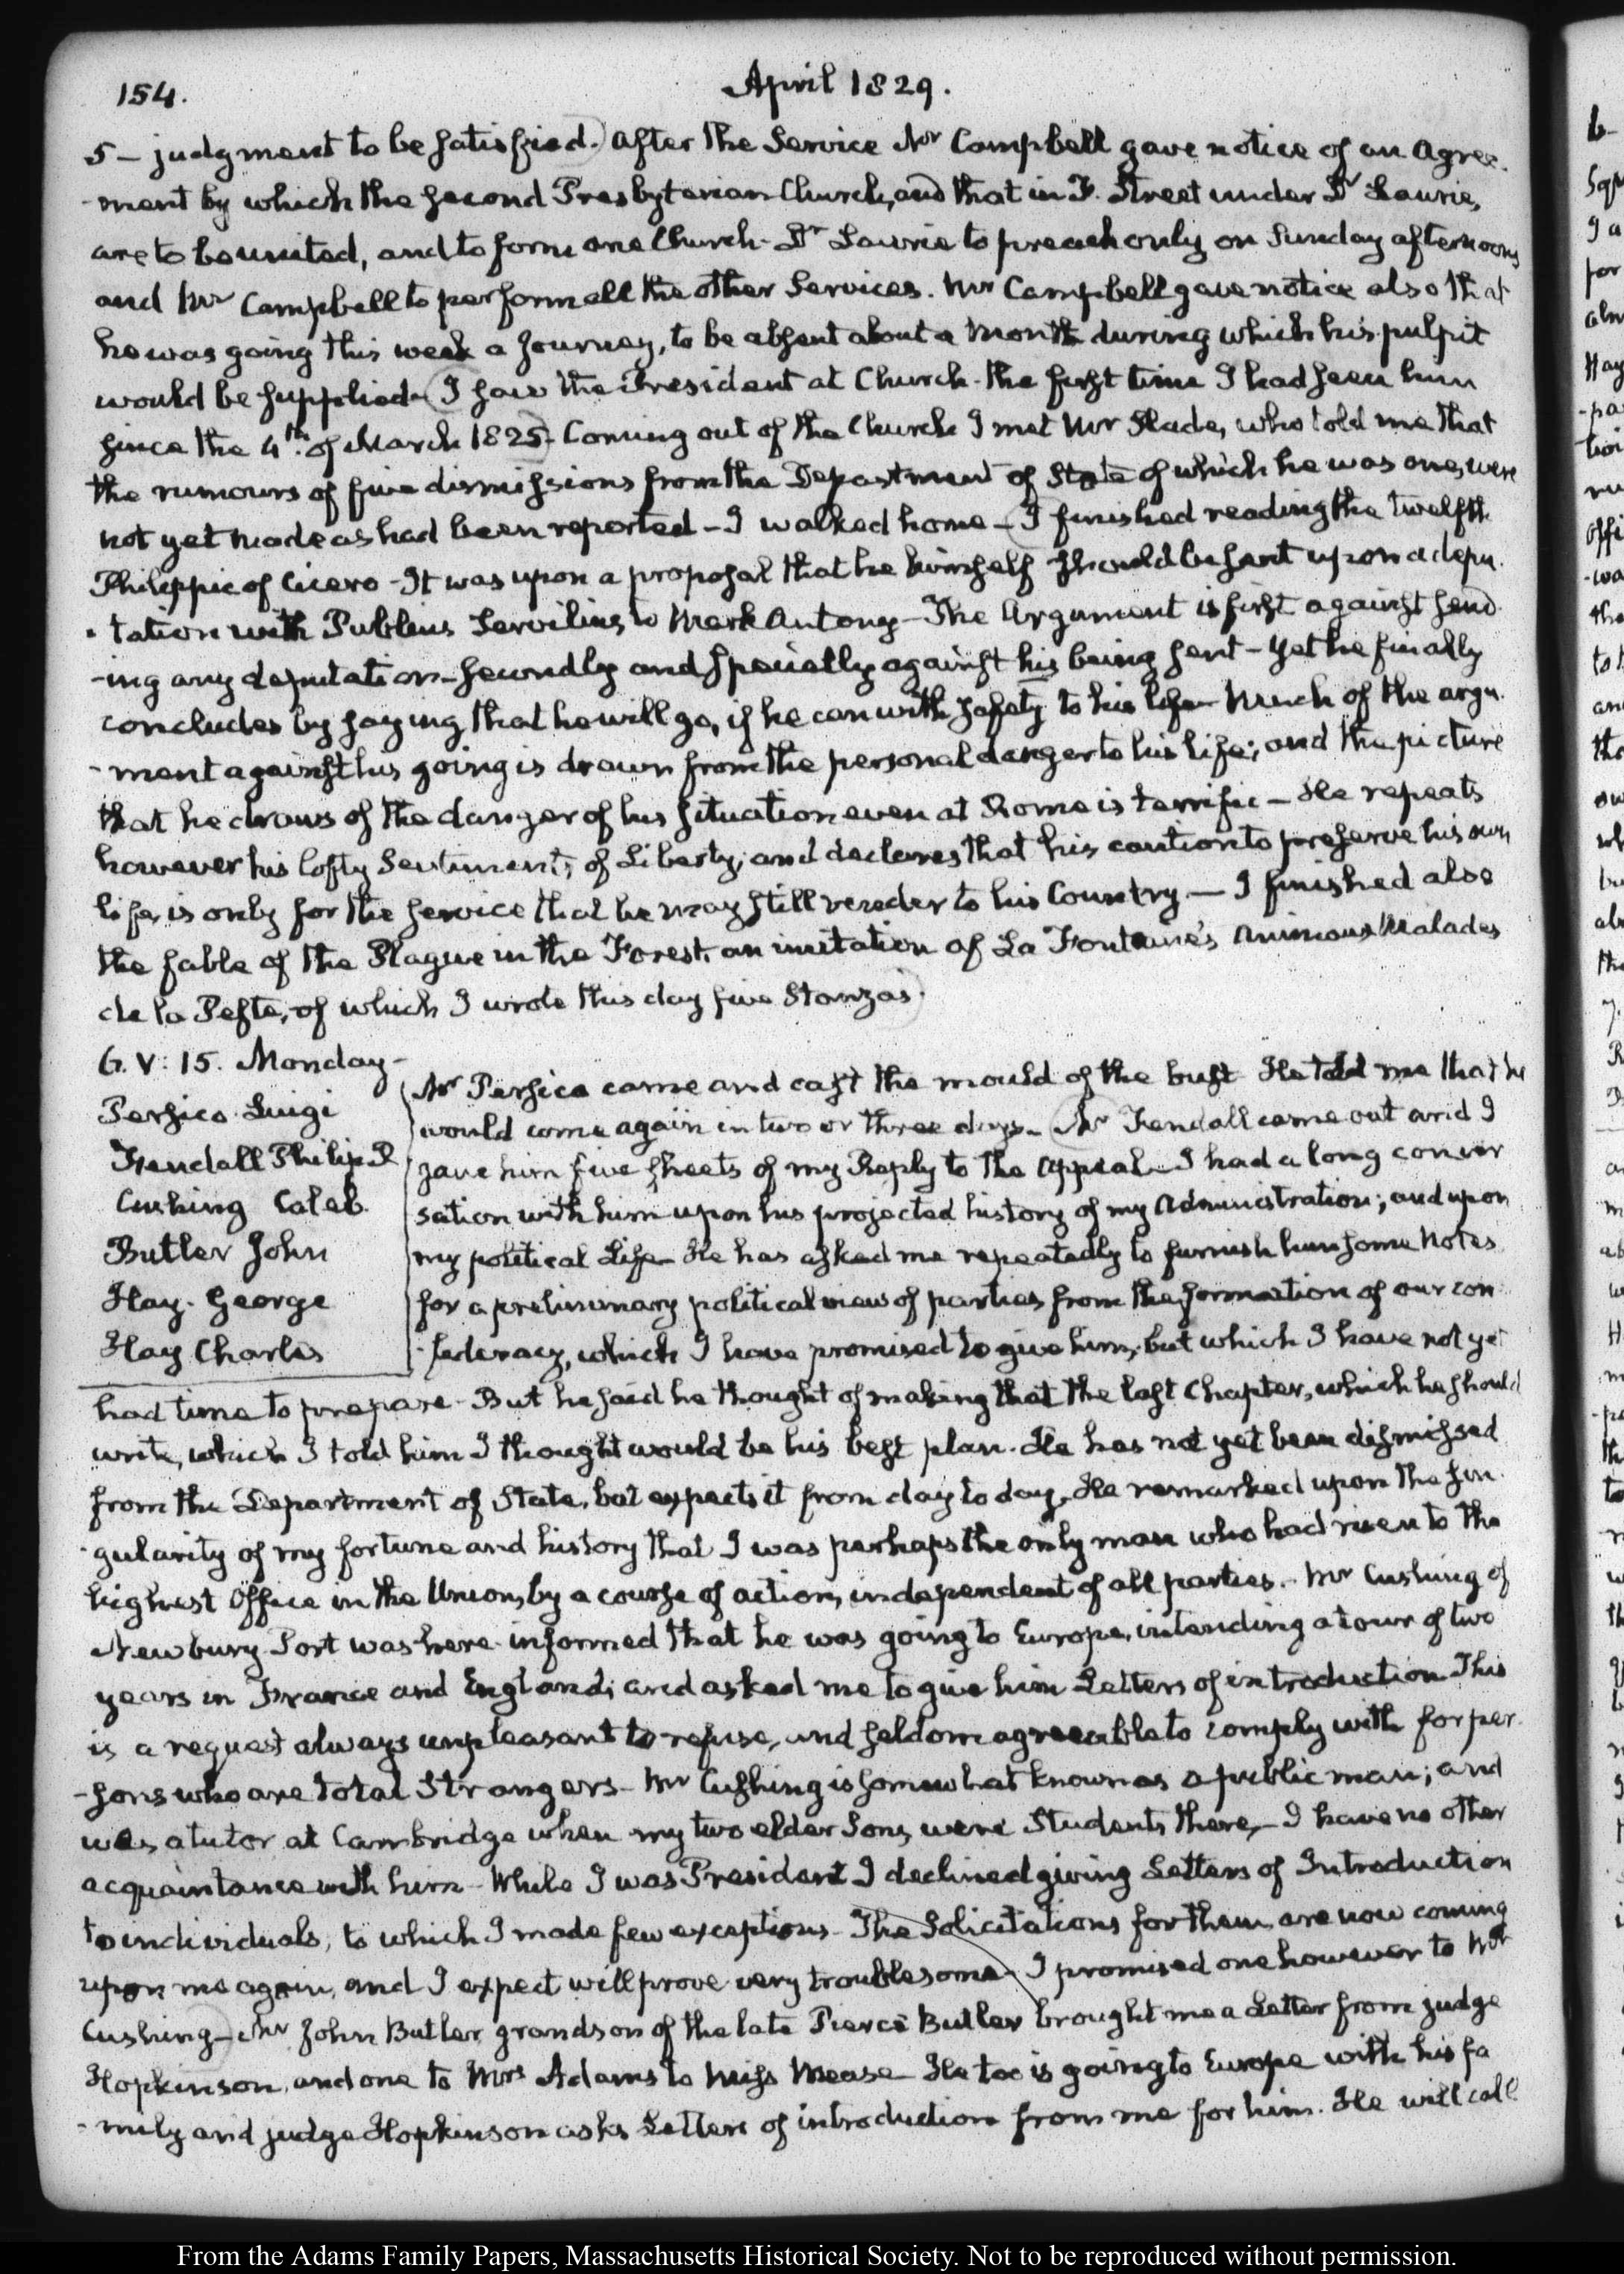 154.
April 1829.
5 - judgment to be satisfied. After the Service Mr Campbell gave notice of an Agree-
-ment by which the second Presbyterian Church, and that in F. Street under Dr Laurie,
are to be united, and to form one Church - Dr Laurie to preach only on Sunday afternoons
and Mr Campbell to perform all the other Services. Mr Campbell gave notice also that
he was going this week a Journey, to be absent about a Month during which his pulpit
would be supplied - I saw the President at Church - the first time I had seen him
since the 4th. of March 1825. Coming out of the Church I met Mr Slade, who told me that
the rumours of five dismissions from the Department of State of which he was one, were
not yet made as had been reported - I walked home - I finished reading the twelfth
Philippic of Cicero - It was upon a proposal that he himself should be sent upon a depu-
-tation with Publius Servilius to Mark Antony - The Argument is first against send-
-ing any deputation - secondly and specially against his being sent - Yet he finally
concludes by saying that he will go, if he can with safety to his life - Much of the argu-
-ment against his going is drawn from the personal danger to his life; and the picture
that he draws of the danger of his situation even at Rome is terrific - He repeats
however his lofty Sentiments of Liberty; and declares that his caution to preserve his own
life, is only for the service that he may still render to his Country - I finished also
the fable of the Plague in the Forest, an imitation of La Fontaine's Animaux Malades
de la Peste, of which I wrote this day five Stanzas.
6. V: 15. Monday -
Persico Luigi
Fendall Philip R
Cushing Caleb.
Butler John
Hay. George
Hay Charles
Mr Persico came and cast the mould of the bust. He told me that he
would come again in two or three days - Mr Fendall came out and I
gave him five sheets of my Reply to the Appeal - I had a long conver
sation with him upon his projected history of my Administration; and upon
my political Life - He has asked me repeatedly to furnish him some Notes
for a preliminary political view of parties from the formation of our con-
-federacy, which I have promised to give him, but which I have not yet
had time to prepare - But he said he thought of making that the last Chapter, which he should
write, which I told him I thought would be his best plan. He has not yet been dismissed
from the Department of State, but expects it from day to day. He remarked upon the sin-
-gularity of my fortune and history that I was perhaps the only man who had risen to the
highest Office in the Union, by a course of action, independent of all parties. - Mr Cushing of
Newbury-Port was here. informed that he was going to Europe, intending a tour of two
years in France and England; and asked me to give him Letters of introduction This
is a request always unpleasant to refuse, and seldom agreeable to comply with for per-
-sons who are total Strangers - Mr Cushing is somewhat known as a public man; and
was a tutor at Cambridge when my two elder Sons were Students there, - I have no other
acquaintance with him - While I was President I declined giving Letters of Introduction
to individuals, to which I made few exceptions - The Solicitations for them are now coming
upon me again, and I expect will prove very troublesome - I promised one however to Mr
Cushing - Mr John Butler grandson of the late Pierce Butler brought me a Letter from judge
Hopkinson, and one to Mrs Adams to Miss Mease - He too is going to Europe with his fa
-mily and judge Hopkinson asks Letters of introduction from me for him. He will call
From the Adams Family Papers, Massachusetts Historical Society. Not to be reproduced without permission.